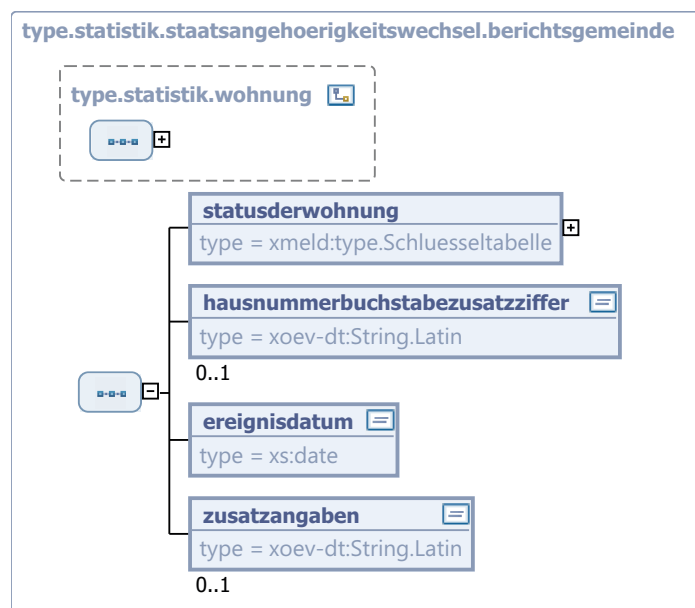 type.statistik.staatsangehoerigkeitswechsel.berichtsgemeinde
type.statistik.wohnung
statusderwohnung
type = xmeld:type.Schluesseltabelle
hausnummerbuchstabezusatzziffer
type = xoev-dt:String.Latin
0..1
ereignisdatum
type = xs:date
zusatzangaben
type = xoev-dt:String.Latin
0..1